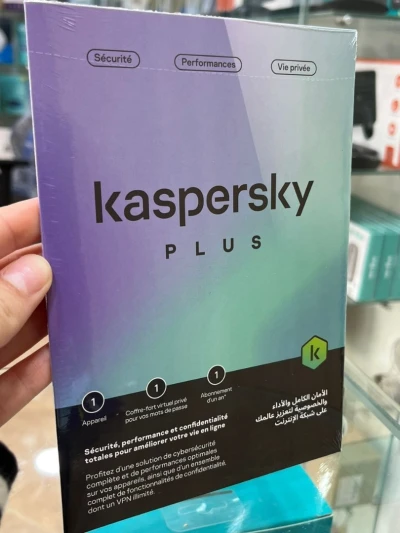 Sécurité
Performances
Vie privée
kaspersky
PLUS
1
Appareil
1
Coffre-fort virtuel privé
pour vos mots de passe
1
Abonnement
d'un an*
Sécurité, performance et confidentialité
totales pour améliorer votre vie en ligne
Profitez d'une solution de cybersécurité
complète et de performances optimales
sur vos appareils, ainsi que d'un ensemble
complet de fonctionnalités de confidentialité,
dont un VPN illimité.
k
الأمان الكامل والأداء
والخصوصية لتعزيز عالمك
على شبكة الإنترنت